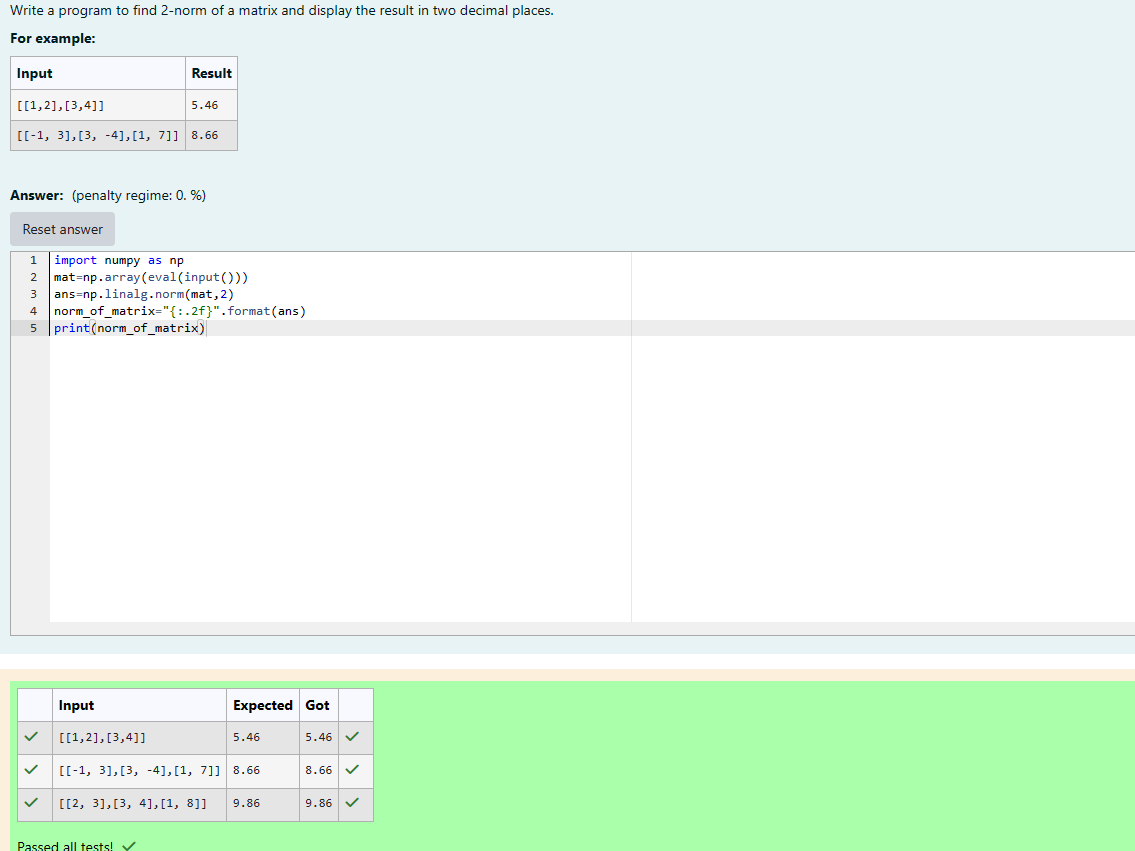 Write a program to find 2-norm of a matrix and display the result in two decimal places.
For example:
Input Result
[[1,2],[3,4]] 5.46
[[-1, 3],[3, -4],[1, 7]] 8.66
Answer: (penalty regime: 0. %)
Reset answer
1 import numpy as np
2 mat=np.array(eval(input()))
3 ans=np.linalg.norm(mat,2)
4 norm_of_matrix="{:.2f}".format(ans)
5 print(norm_of_matrix)
Input Expected Got
[[1,2],[3,4]] 5.46 5.46
[[-1, 3],[3, -4],[1, 7]] 8.66 8.66
[[2, 3],[3, 4],[1, 8]] 9.86 9.86
Passed all tests!